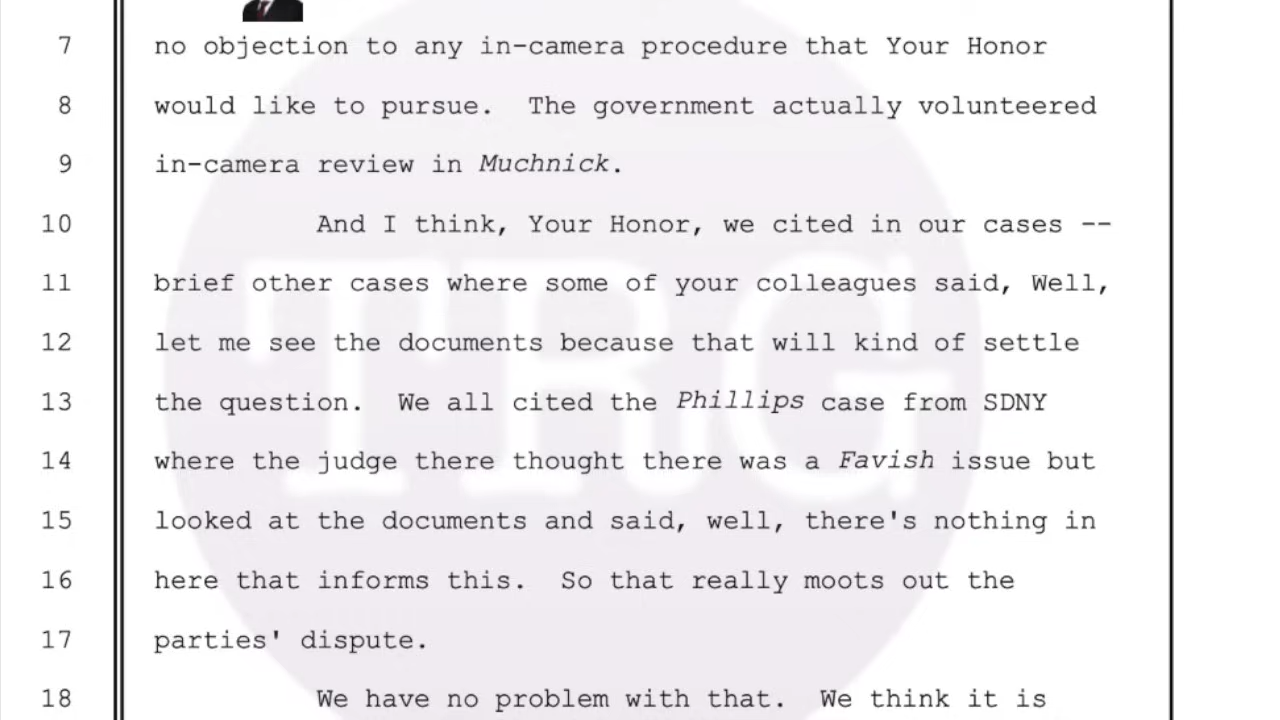 7 no objection to any in-camera procedure that Your Honor
8 would like to pursue.  The government actually volunteered
9 in-camera review in Muchnick.
10 And I think, Your Honor, we cited in our cases --
11 brief other cases where some of your colleagues said, Well,
12 let me see the documents because that will kind of settle
13 the question.  We all cited the Phillips case from SDNY
14 where the judge there thought there was a Favish issue but
15 looked at the documents and said, well, there's nothing in
16 here that informs this.  So that really moots out the
17 parties' dispute.
18 We have no problem with that.  We think it is
TRG